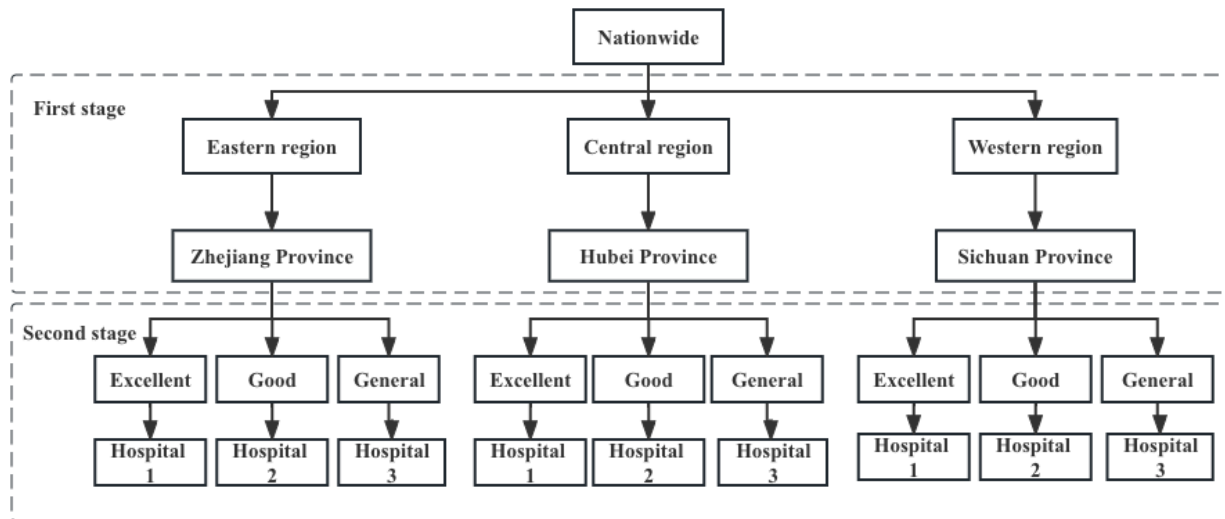 Nationwide
First stage
Eastern region
Central region
Western region
Zhejiang Province
Hubei Province
Sichuan Province
Second stage
Excellent
Good
General
Excellent
Good
General
Excellent
Good
General
Hospital
1
Hospital
2
Hospital
3
Hospital
1
Hospital
2
Hospital
3
Hospital
1
Hospital
2
Hospital
3